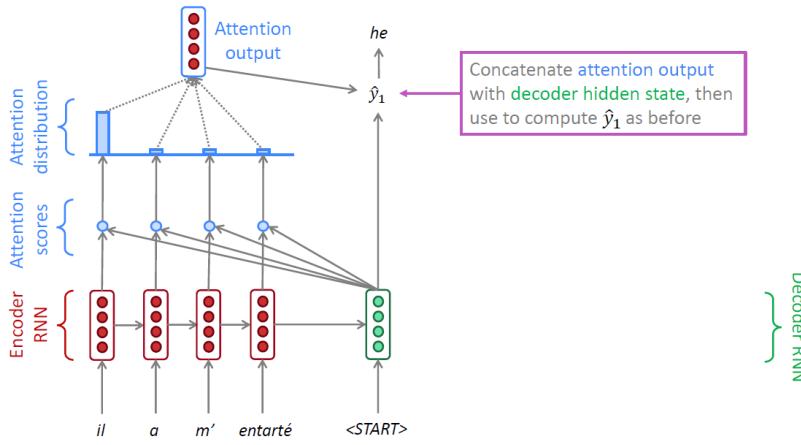 Attention
output
he
ŷ₁
Concatenate attention output
with decoder hidden state, then
use to compute ŷ₁ as before
Attention
distribution
Attention
scores
Encoder
RNN
Decoder RNN
il
a
m'
entarté
<START>